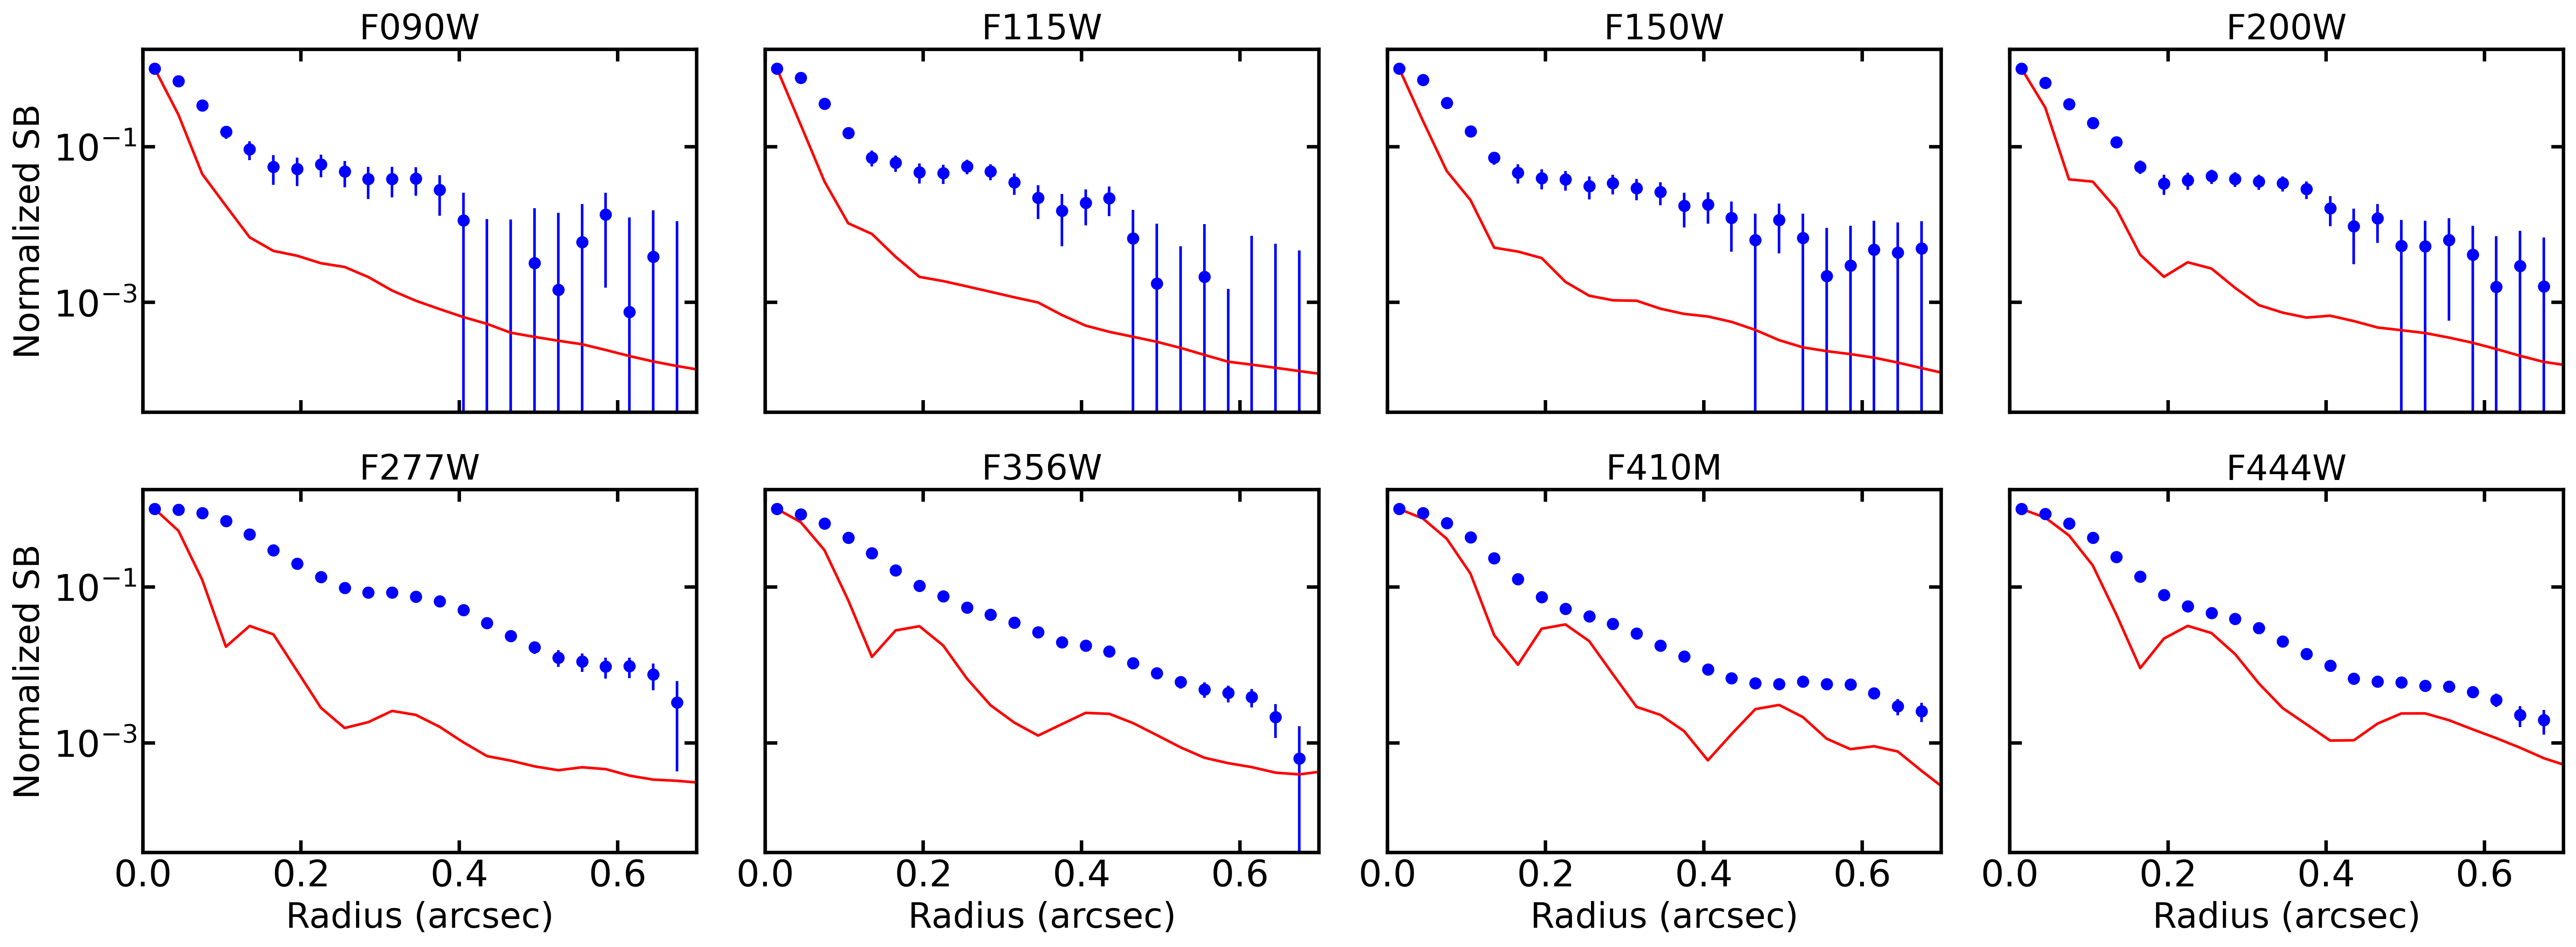 F090W F115W F150W F200W
Normalized SB
10⁻¹
10⁻³
F277W F356W F410M F444W
Normalized SB
10⁻¹
10⁻³
0.0 0.2 0.4 0.6 0.0 0.2 0.4 0.6 0.0 0.2 0.4 0.6 0.0 0.2 0.4 0.6
Radius (arcsec) Radius (arcsec) Radius (arcsec) Radius (arcsec)